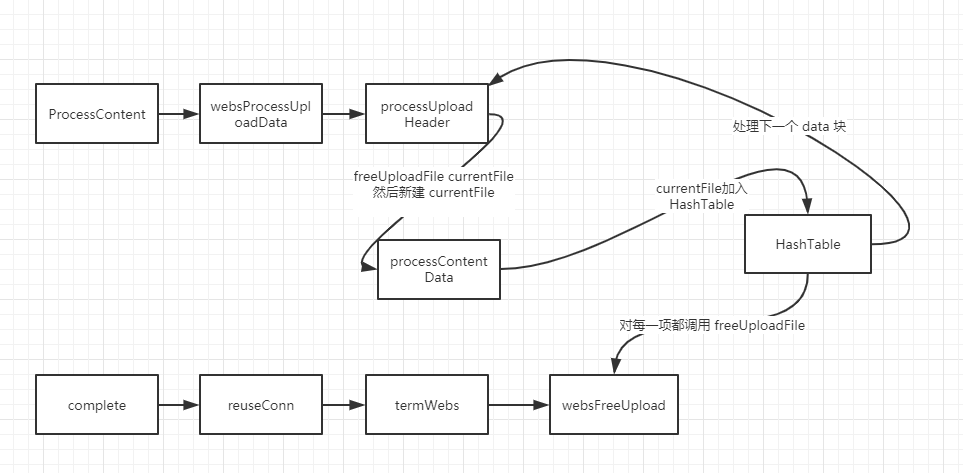 ProcessContent
websProcessUpl
oadData
processUpload
Header
处理下一个 data 块
freeUploadFile currentFile
然后新建 currentFile
currentFile加入
HashTable
HashTable
processContent
Data
对每一项都调用 freeUploadFile
complete
reuseConn
termWebs
websFreeUpload